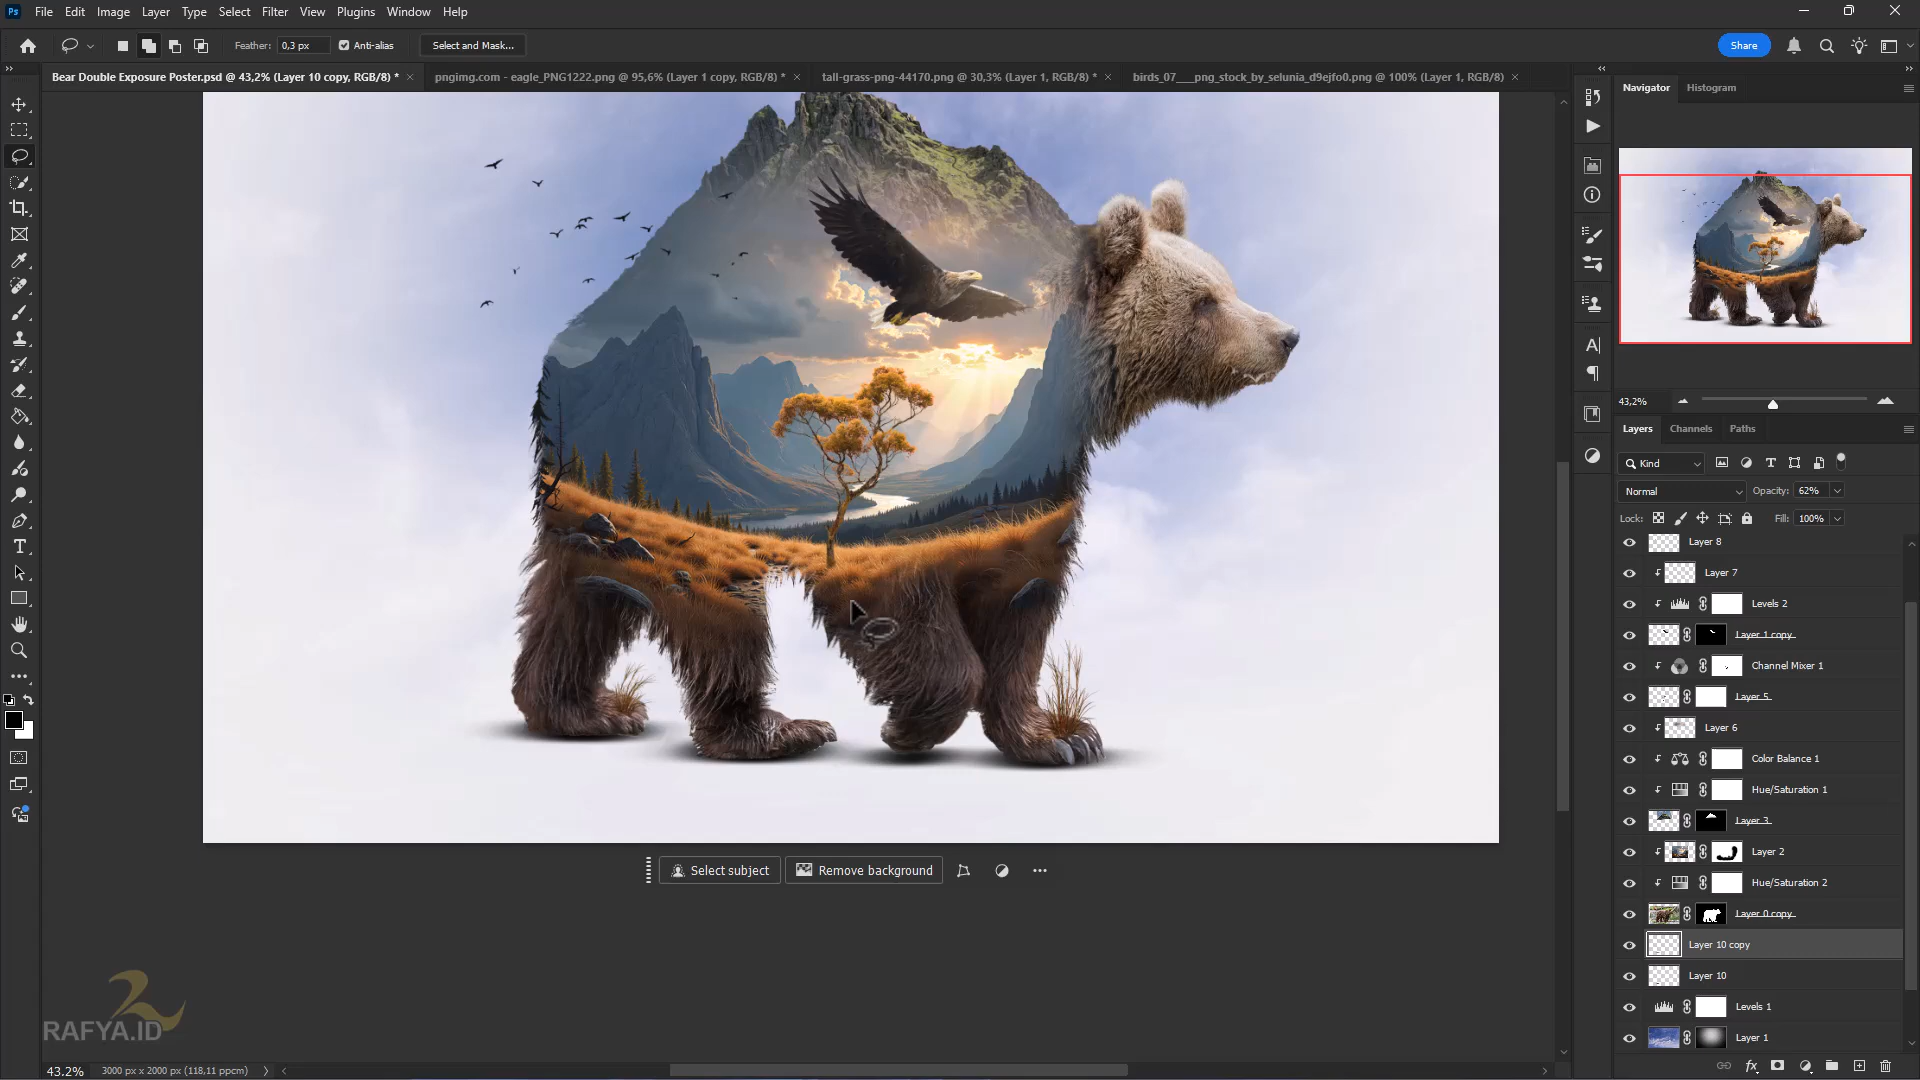 Ps File Edit Image Layer Type Select Filter View Plugins Window Help
Feather: 0,3 px Anti-alias Select and Mask... Share
Bear Double Exposure Poster.psd @ 43,2% (Layer 10 copy, RGB/8) * × pngimg.com - eagle_PNG1222.png @ 95,6% (Layer 1 copy, RGB/8) * × tall-grass-png-44170.png @ 30,3% (Layer 1, RGB/8) * × birds_07___png_stock_by_selunia_d9ejfo0.png @ 100% (Layer 1, RGB/8) ×
Navigator Histogram
43,2%
Layers Channels Paths
Kind
Normal Opacity: 62%
Lock: Fill: 100%
Layer 8
Layer 7
Levels 2
Layer 1 copy
Channel Mixer 1
Layer 5
Layer 6
Color Balance 1
Hue/Saturation 1
Layer 3
Layer 2
Hue/Saturation 2
Layer 0 copy
Layer 10 copy
Layer 10
Levels 1
Layer 1
Select subject Remove background
RAFYA.ID
43,2% 3000 px x 2000 px (118,11 ppcm)